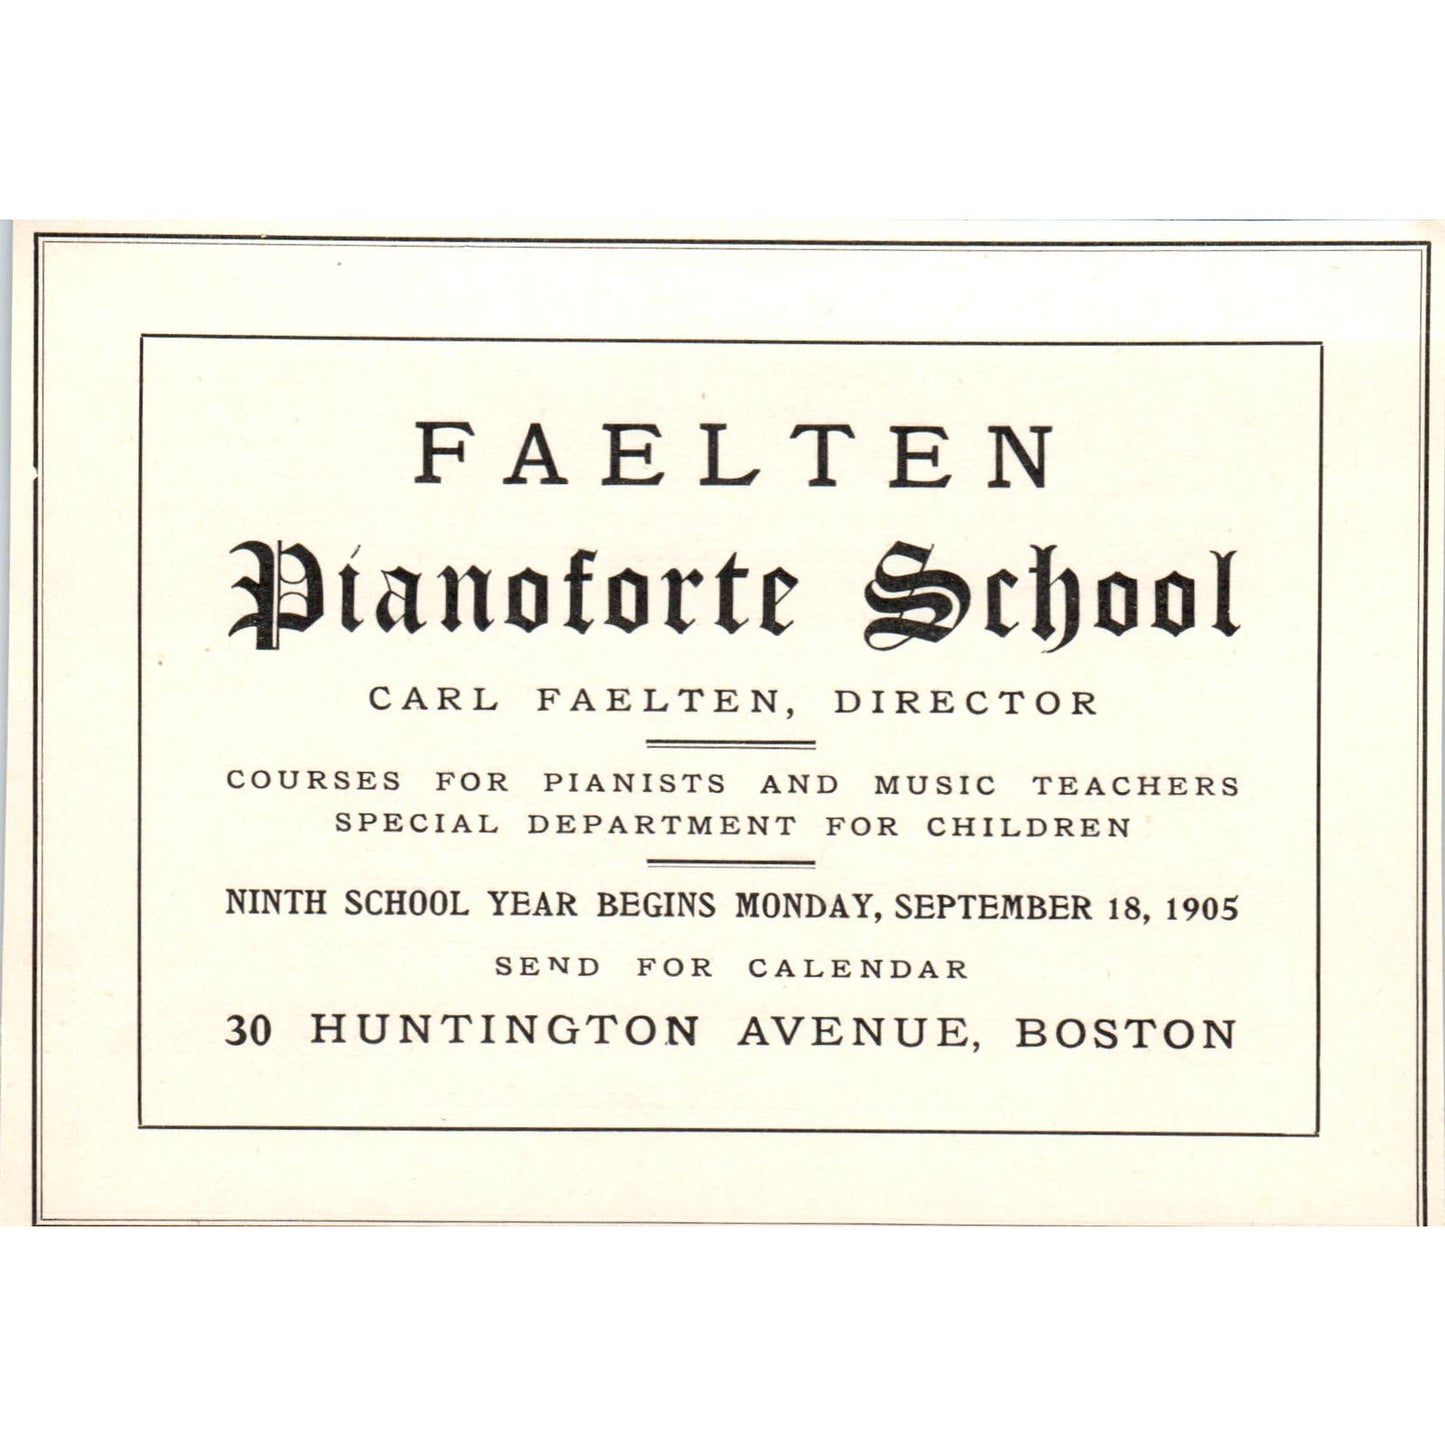 FAELTEN
Pianoforte School
CARL FAELTEN, DIRECTOR
COURSES FOR PIANISTS AND MUSIC TEACHERS
SPECIAL DEPARTMENT FOR CHILDREN
NINTH SCHOOL YEAR BEGINS MONDAY, SEPTEMBER 18, 1905
SEND FOR CALENDAR
30 HUNTINGTON AVENUE, BOSTON